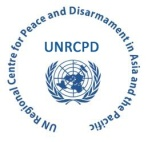 UN Regional Centre for Peace and Disarmament in Asia and the Pacific
UNRCPD